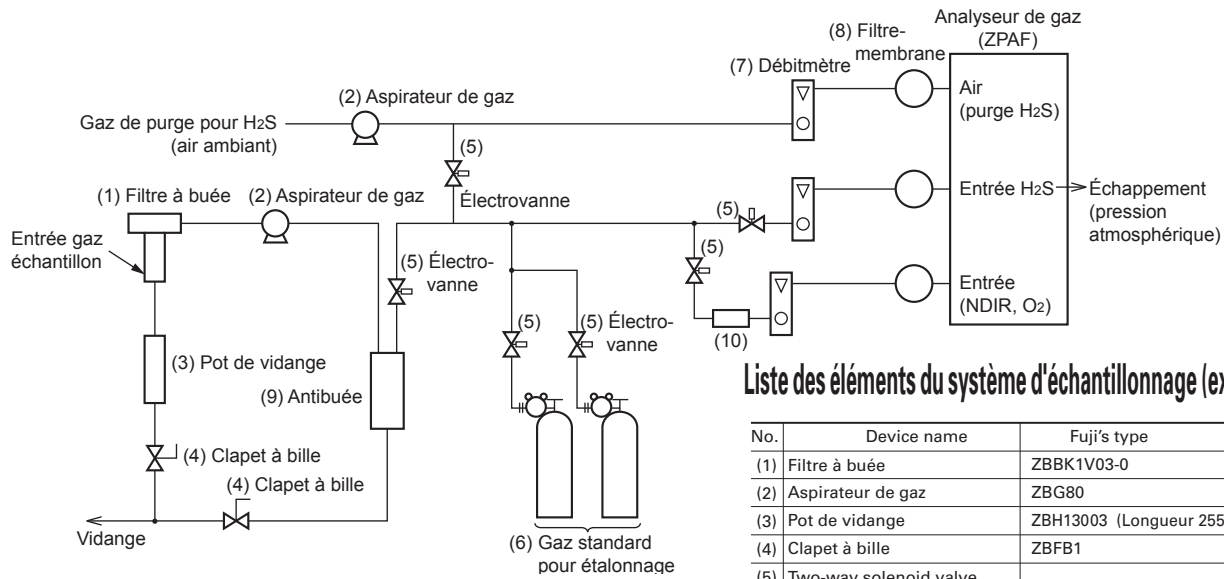 Analyseur de gaz
(ZPAF)
(8) Filtre-
membrane
(7) Débitmètre
(2) Aspirateur de gaz
Air
(purge H2S)
Gaz de purge pour H2S
(air ambiant)
(5)
Électrovanne
(1) Filtre à buée
(2) Aspirateur de gaz
Entrée H2S
Échappement
(pression
atmosphérique)
(5)
Entrée gaz
échantillon
(5)
(5) Électro-
vanne
Entrée
(NDIR, O2)
(5)
(5) Électro-
vanne
(10)
(3) Pot de vidange
(9) Antibuée
(4) Clapet à bille
(4) Clapet à bille
Vidange
(6) Gaz standard
pour étalonnage
Liste des éléments du système d'échantillonnage (ex
No. Device name Fuji's type
(1) Filtre à buée ZBBK1V03-0
(2) Aspirateur de gaz ZBG80
(3) Pot de vidange ZBH13003 (Longueur 255
(4) Clapet à bille ZBFB1
(5) Two-way solenoid valve